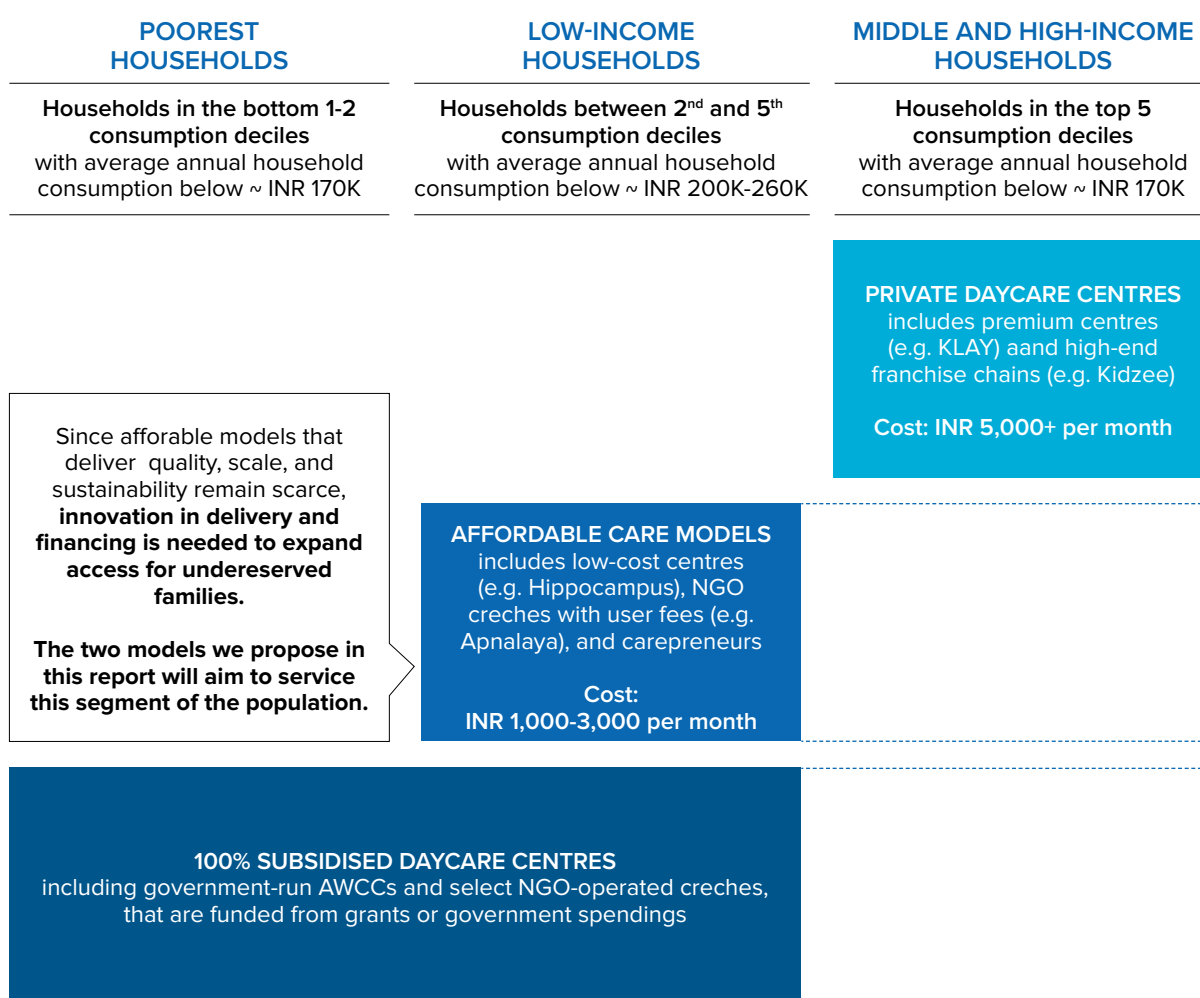 POOREST
HOUSEHOLDS
Households in the bottom 1-2
consumption deciles
with average annual household
consumption below ~ INR 170K
LOW-INCOME
HOUSEHOLDS
Households between 2nd and 5th
consumption deciles
with average annual household
consumption below ~ INR 200K-260K
MIDDLE AND HIGH-INCOME
HOUSEHOLDS
Households in the top 5
consumption deciles
with average annual household
consumption below ~ INR 170K
PRIVATE DAYCARE CENTRES
includes premium centres
(e.g. KLAY) aand high-end
franchise chains (e.g. Kidzee)
Cost: INR 5,000+ per month
Since afforable models that
deliver quality, scale, and
sustainability remain scarce,
innovation in delivery and
financing is needed to expand
access for undereserved
families.
The two models we propose in
this report will aim to service
this segment of the population.
AFFORDABLE CARE MODELS
includes low-cost centres
(e.g. Hippocampus), NGO
creches with user fees (e.g.
Apnalaya), and carepreneurs
Cost:
INR 1,000-3,000 per month
100% SUBSIDISED DAYCARE CENTRES
including government-run AWCCs and select NGO-operated creches,
that are funded from grants or government spendings